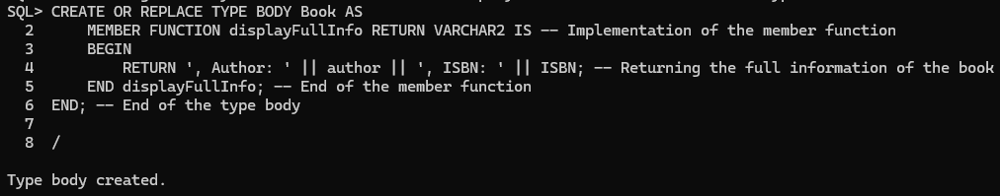 SQL> CREATE OR REPLACE TYPE BODY Book AS
  2      MEMBER FUNCTION displayFullInfo RETURN VARCHAR2 IS -- Implementation of the member function
  3      BEGIN
  4          RETURN ', Author: ' || author || ', ISBN: ' || ISBN; -- Returning the full information of the book
  5      END displayFullInfo; -- End of the member function
  6  END; -- End of the type body
  7
  8  /
Type body created.